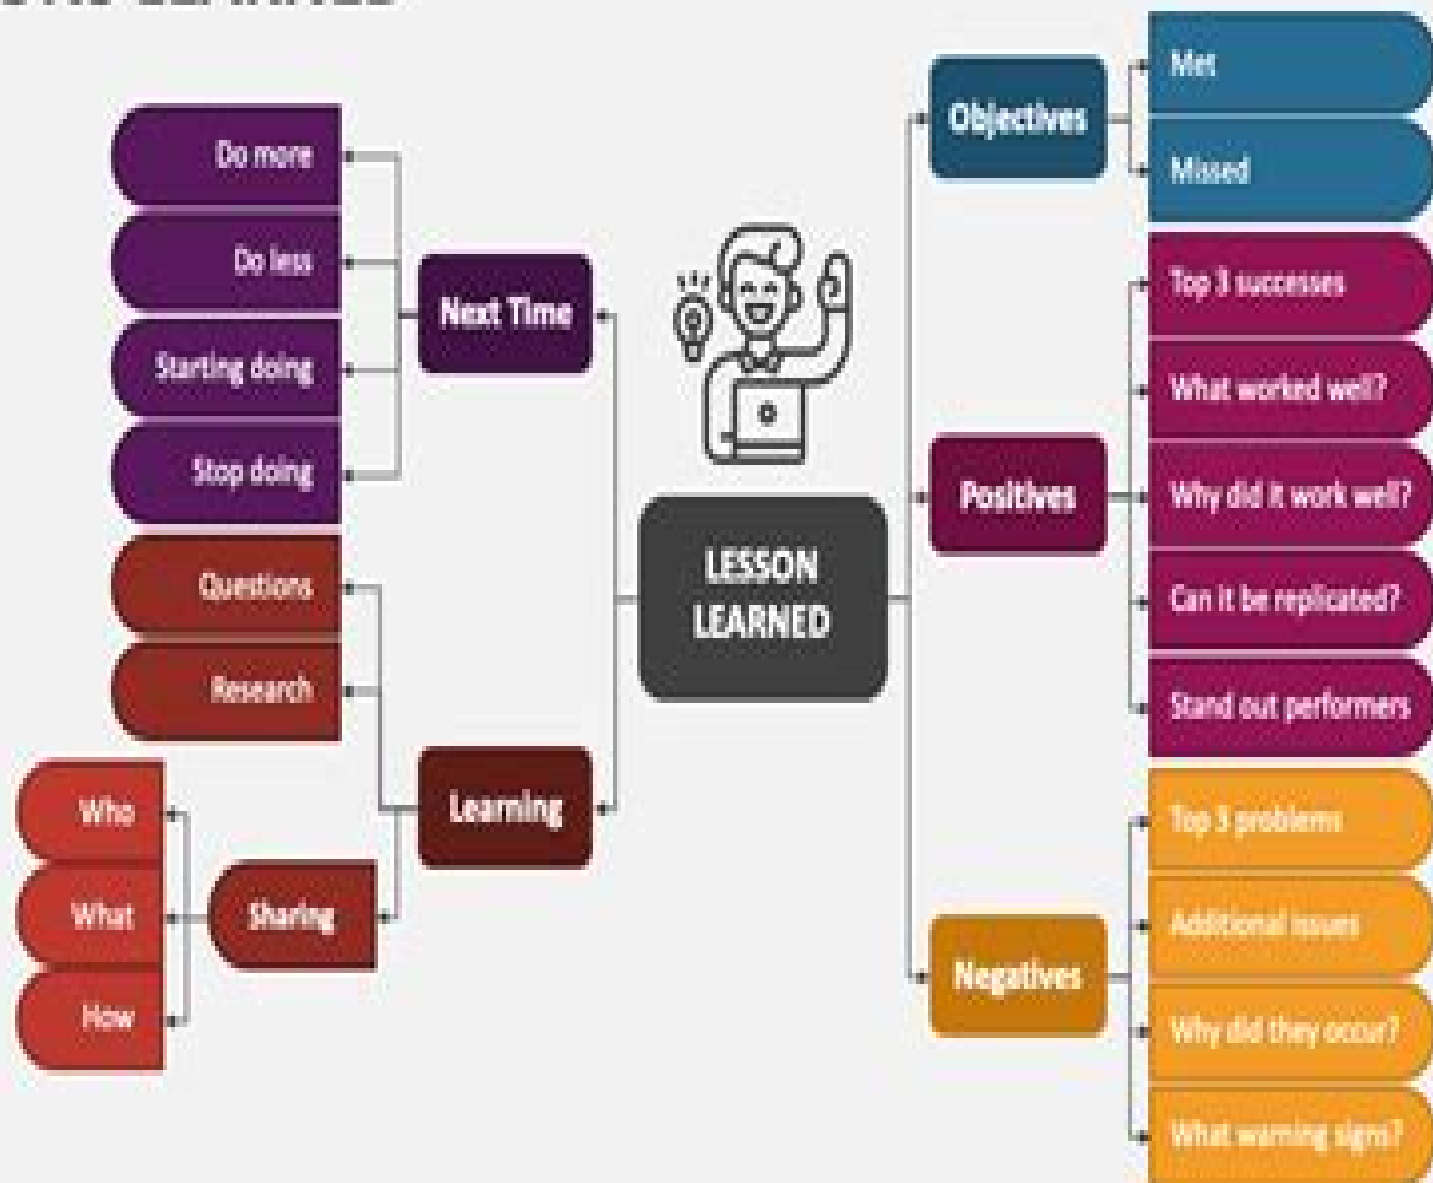 LESSON
LEARNED
Next Time
Do more
Do less
Starting doing
Stop doing
Learning
Questions
Research
Sharing
Who
What
How
Objectives
Met
Missed
Positives
Top 3 successes
What worked well?
Why did it work well?
Can it be replicated?
Stand out performers
Negatives
Top 3 problems
Additional issues
Why did they occur?
What warning signs?